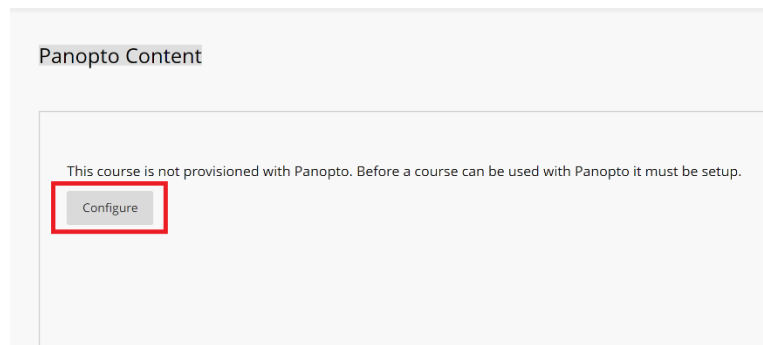 Panopto Content
This course is not provisioned with Panopto. Before a course can be used with Panopto it must be setup.
Configure